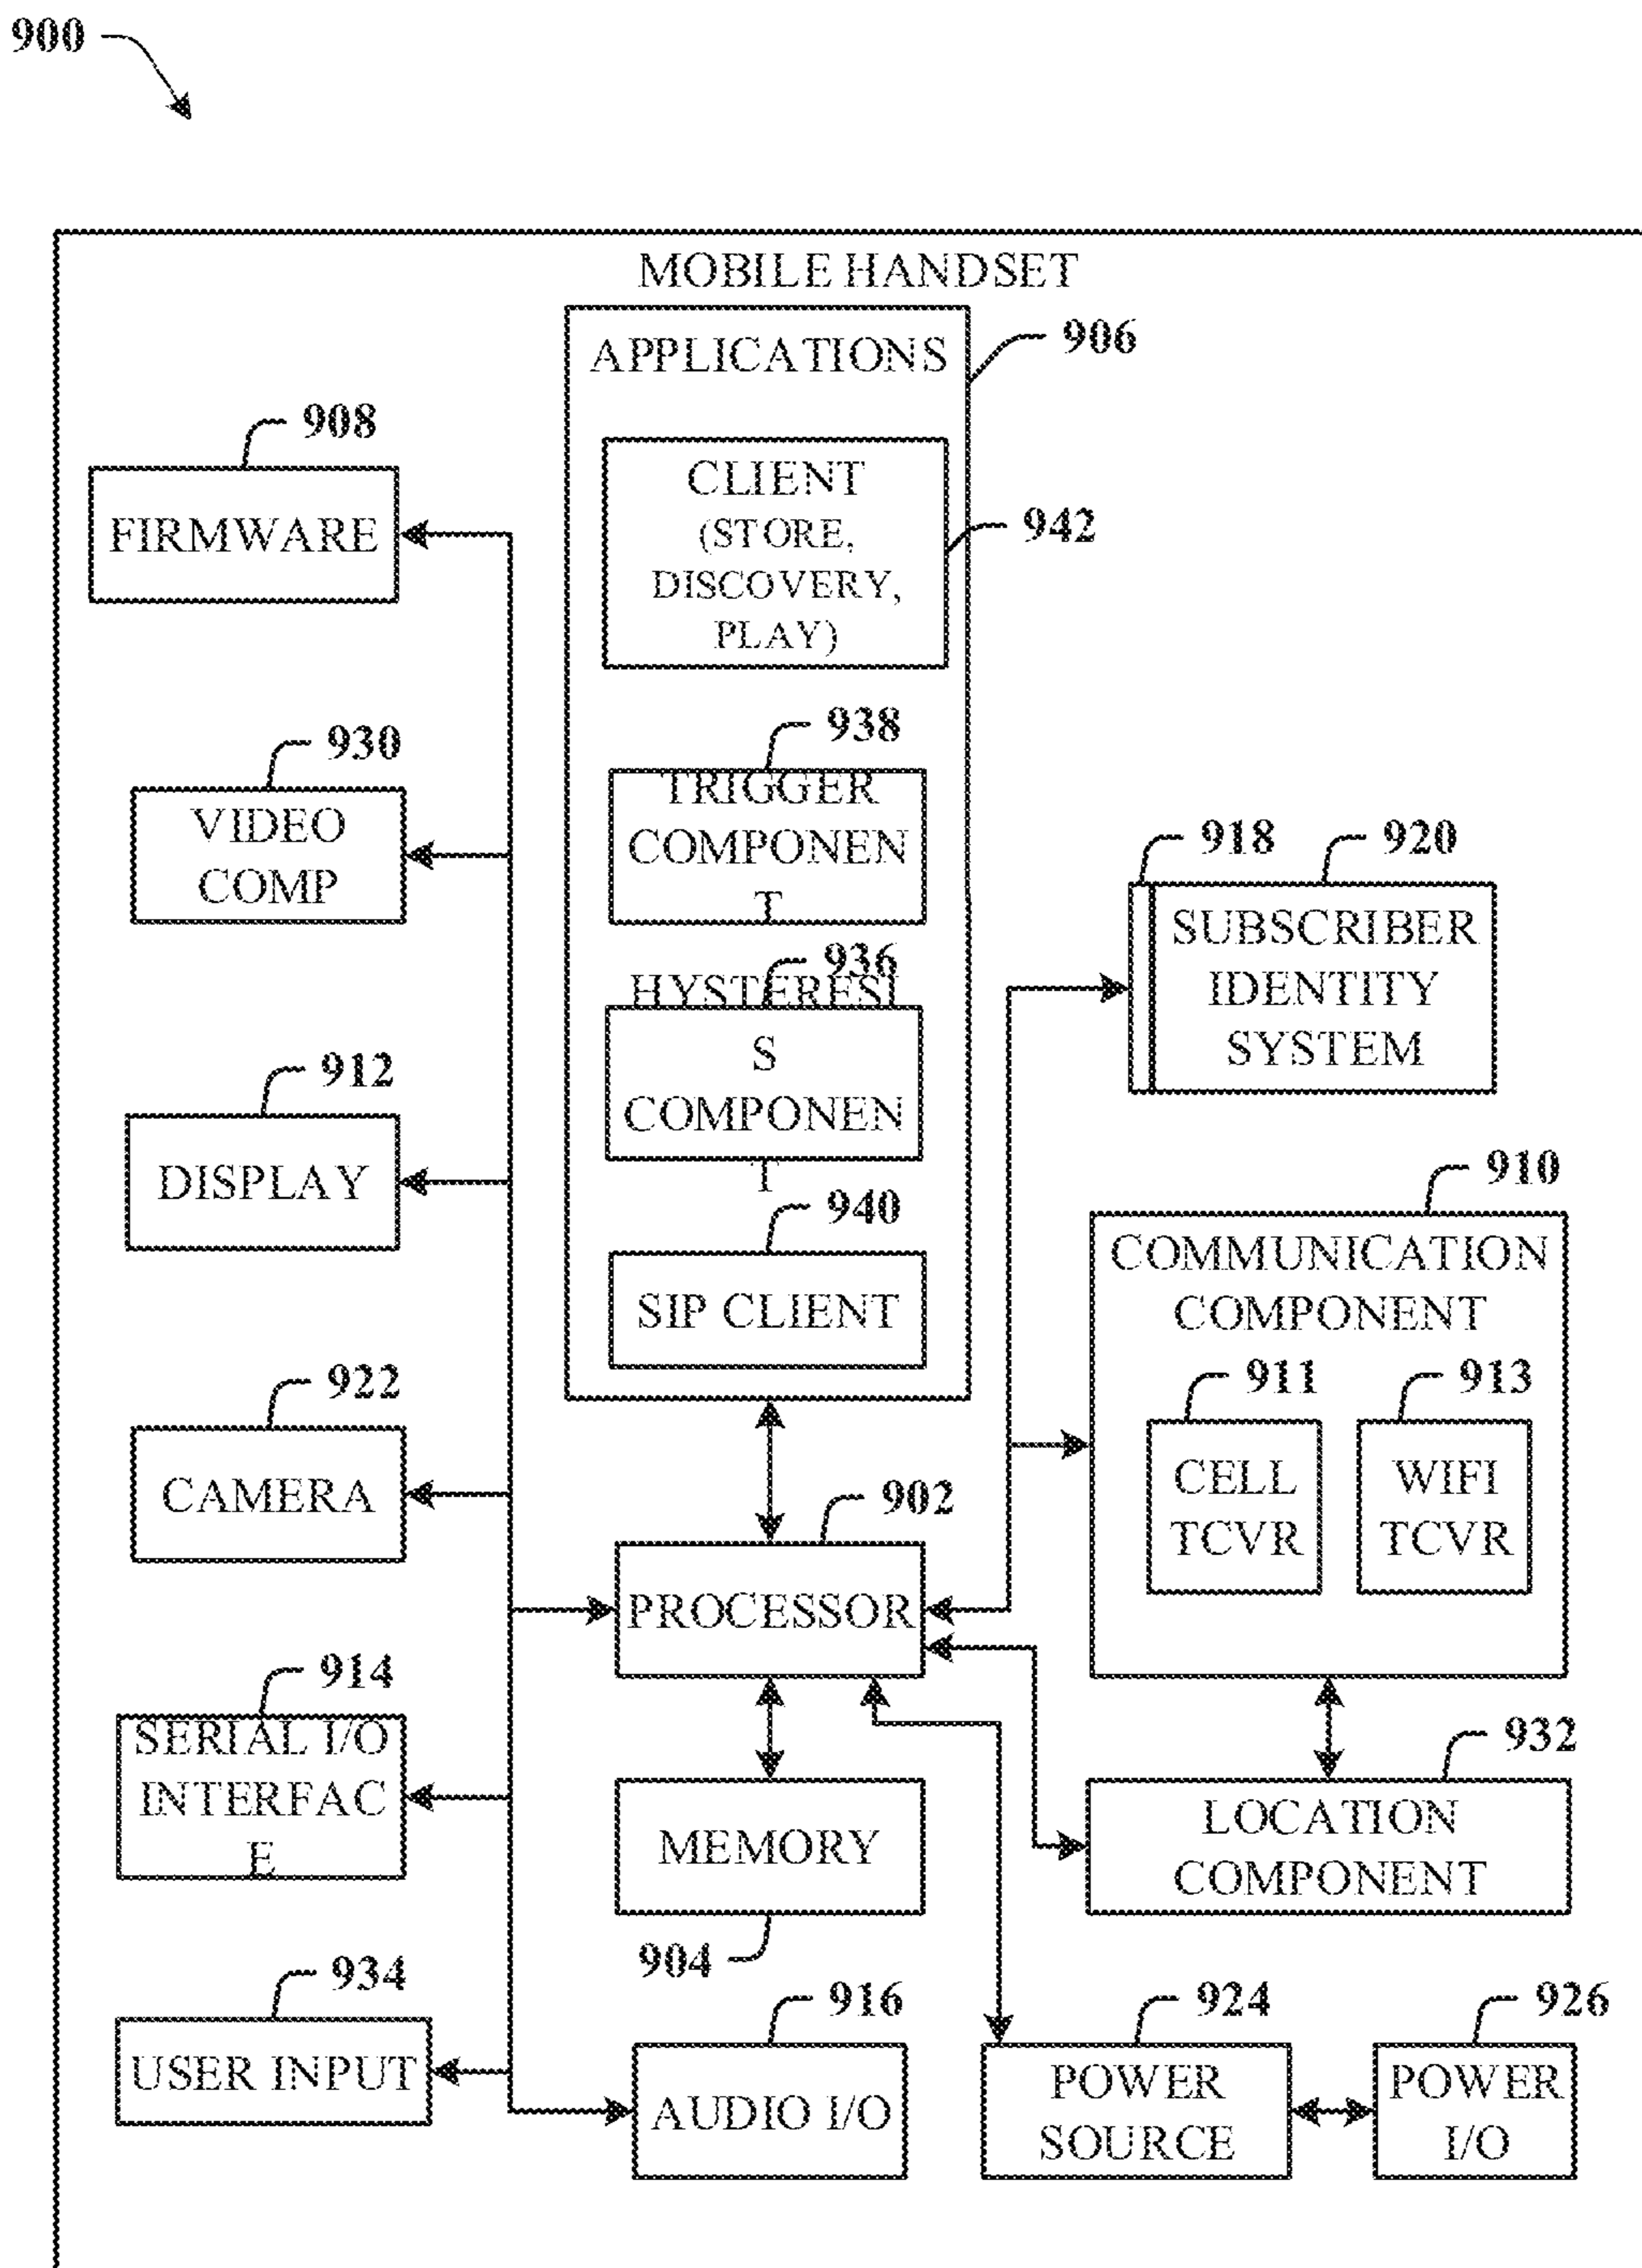 900
MOBILE HANDSET
APPLICATIONS
906
CLIENT
(STORE,
DISCOVERY,
PLAY)
942
908
FIRMWARE
938
TRIGGER
COMPONEN
T
930
VIDEO
COMP
918
920
SUBSCRIBER
IDENTITY
SYSTEM
936
HYSTERESI
S
COMPONEN
T
912
DISPLAY
940
SIP CLIENT
910
COMMUNICATION
COMPONENT
911
CELL
TCVR
913
WIFI
TCVR
922
CAMERA
902
PROCESSOR
914
SERIAL I/O
INTERFAC
E
MEMORY
904
932
LOCATION
COMPONENT
934
USER INPUT
916
AUDIO I/O
924
POWER
SOURCE
926
POWER
I/O